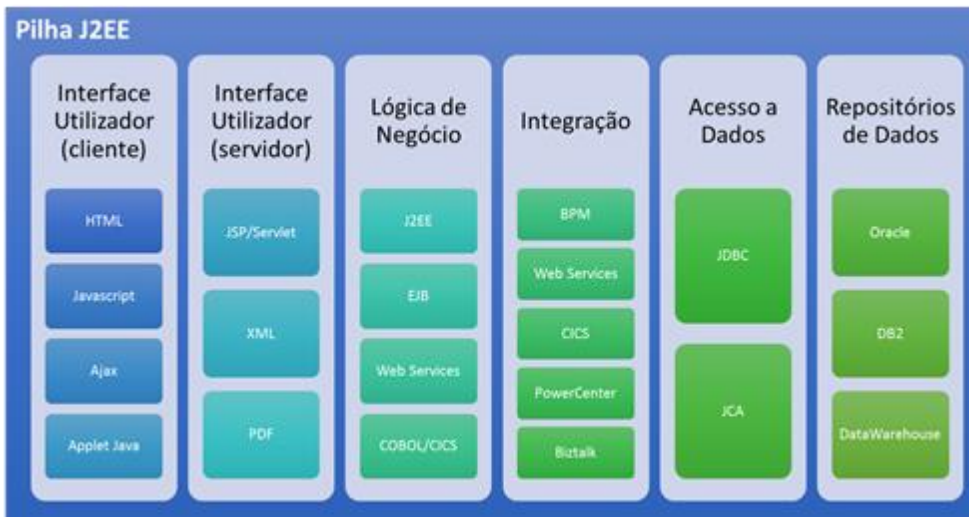 Pilha J2EE
Interface
Utilizador
(cliente)
HTML
Javascript
Ajax
Applet Java
Interface
Utilizador
(servidor)
JSP/Servlet
XML
PDF
Lógica de
Negócio
J2EE
EJB
Web Services
COBOL/CICS
Integração
BPM
Web Services
CICS
PowerCenter
Biztalk
Acesso a
Dados
JDBC
JCA
Repositórios
de Dados
Oracle
DB2
DataWarehouse